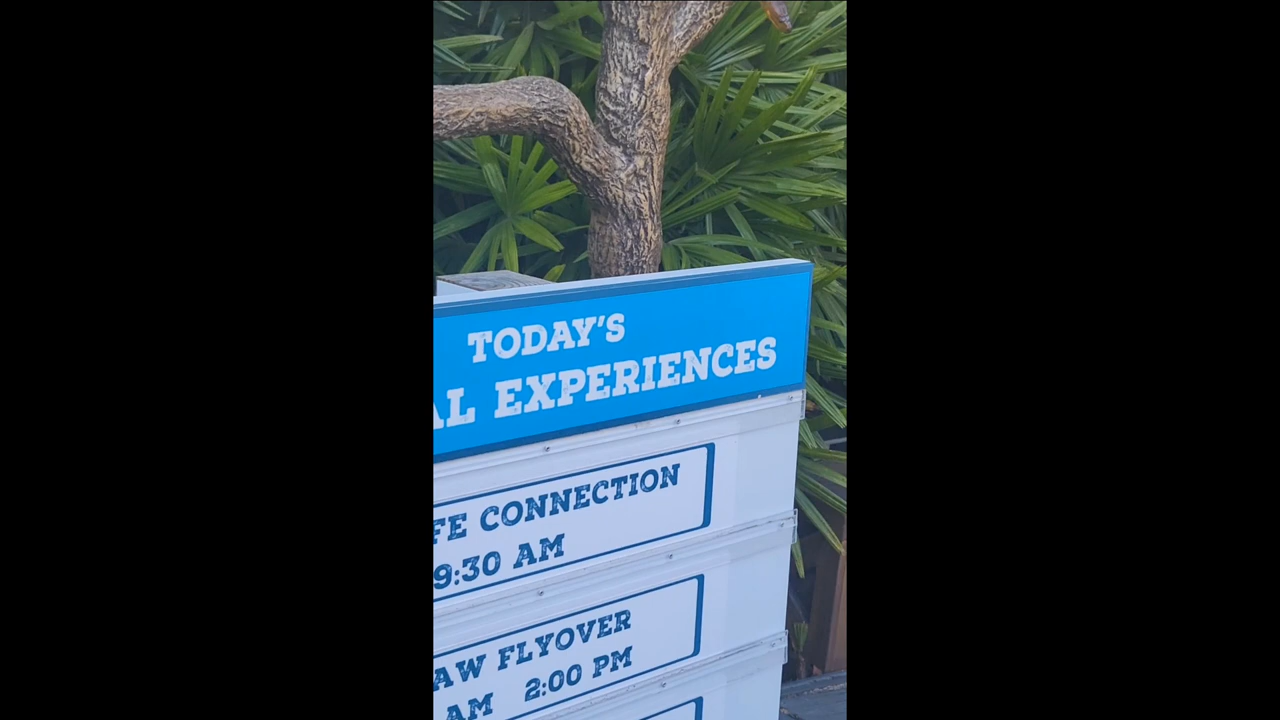 TODAY'S
AL EXPERIENCES
FE CONNECTION
9:30 AM
AW FLYOVER
AM 2:00 PM